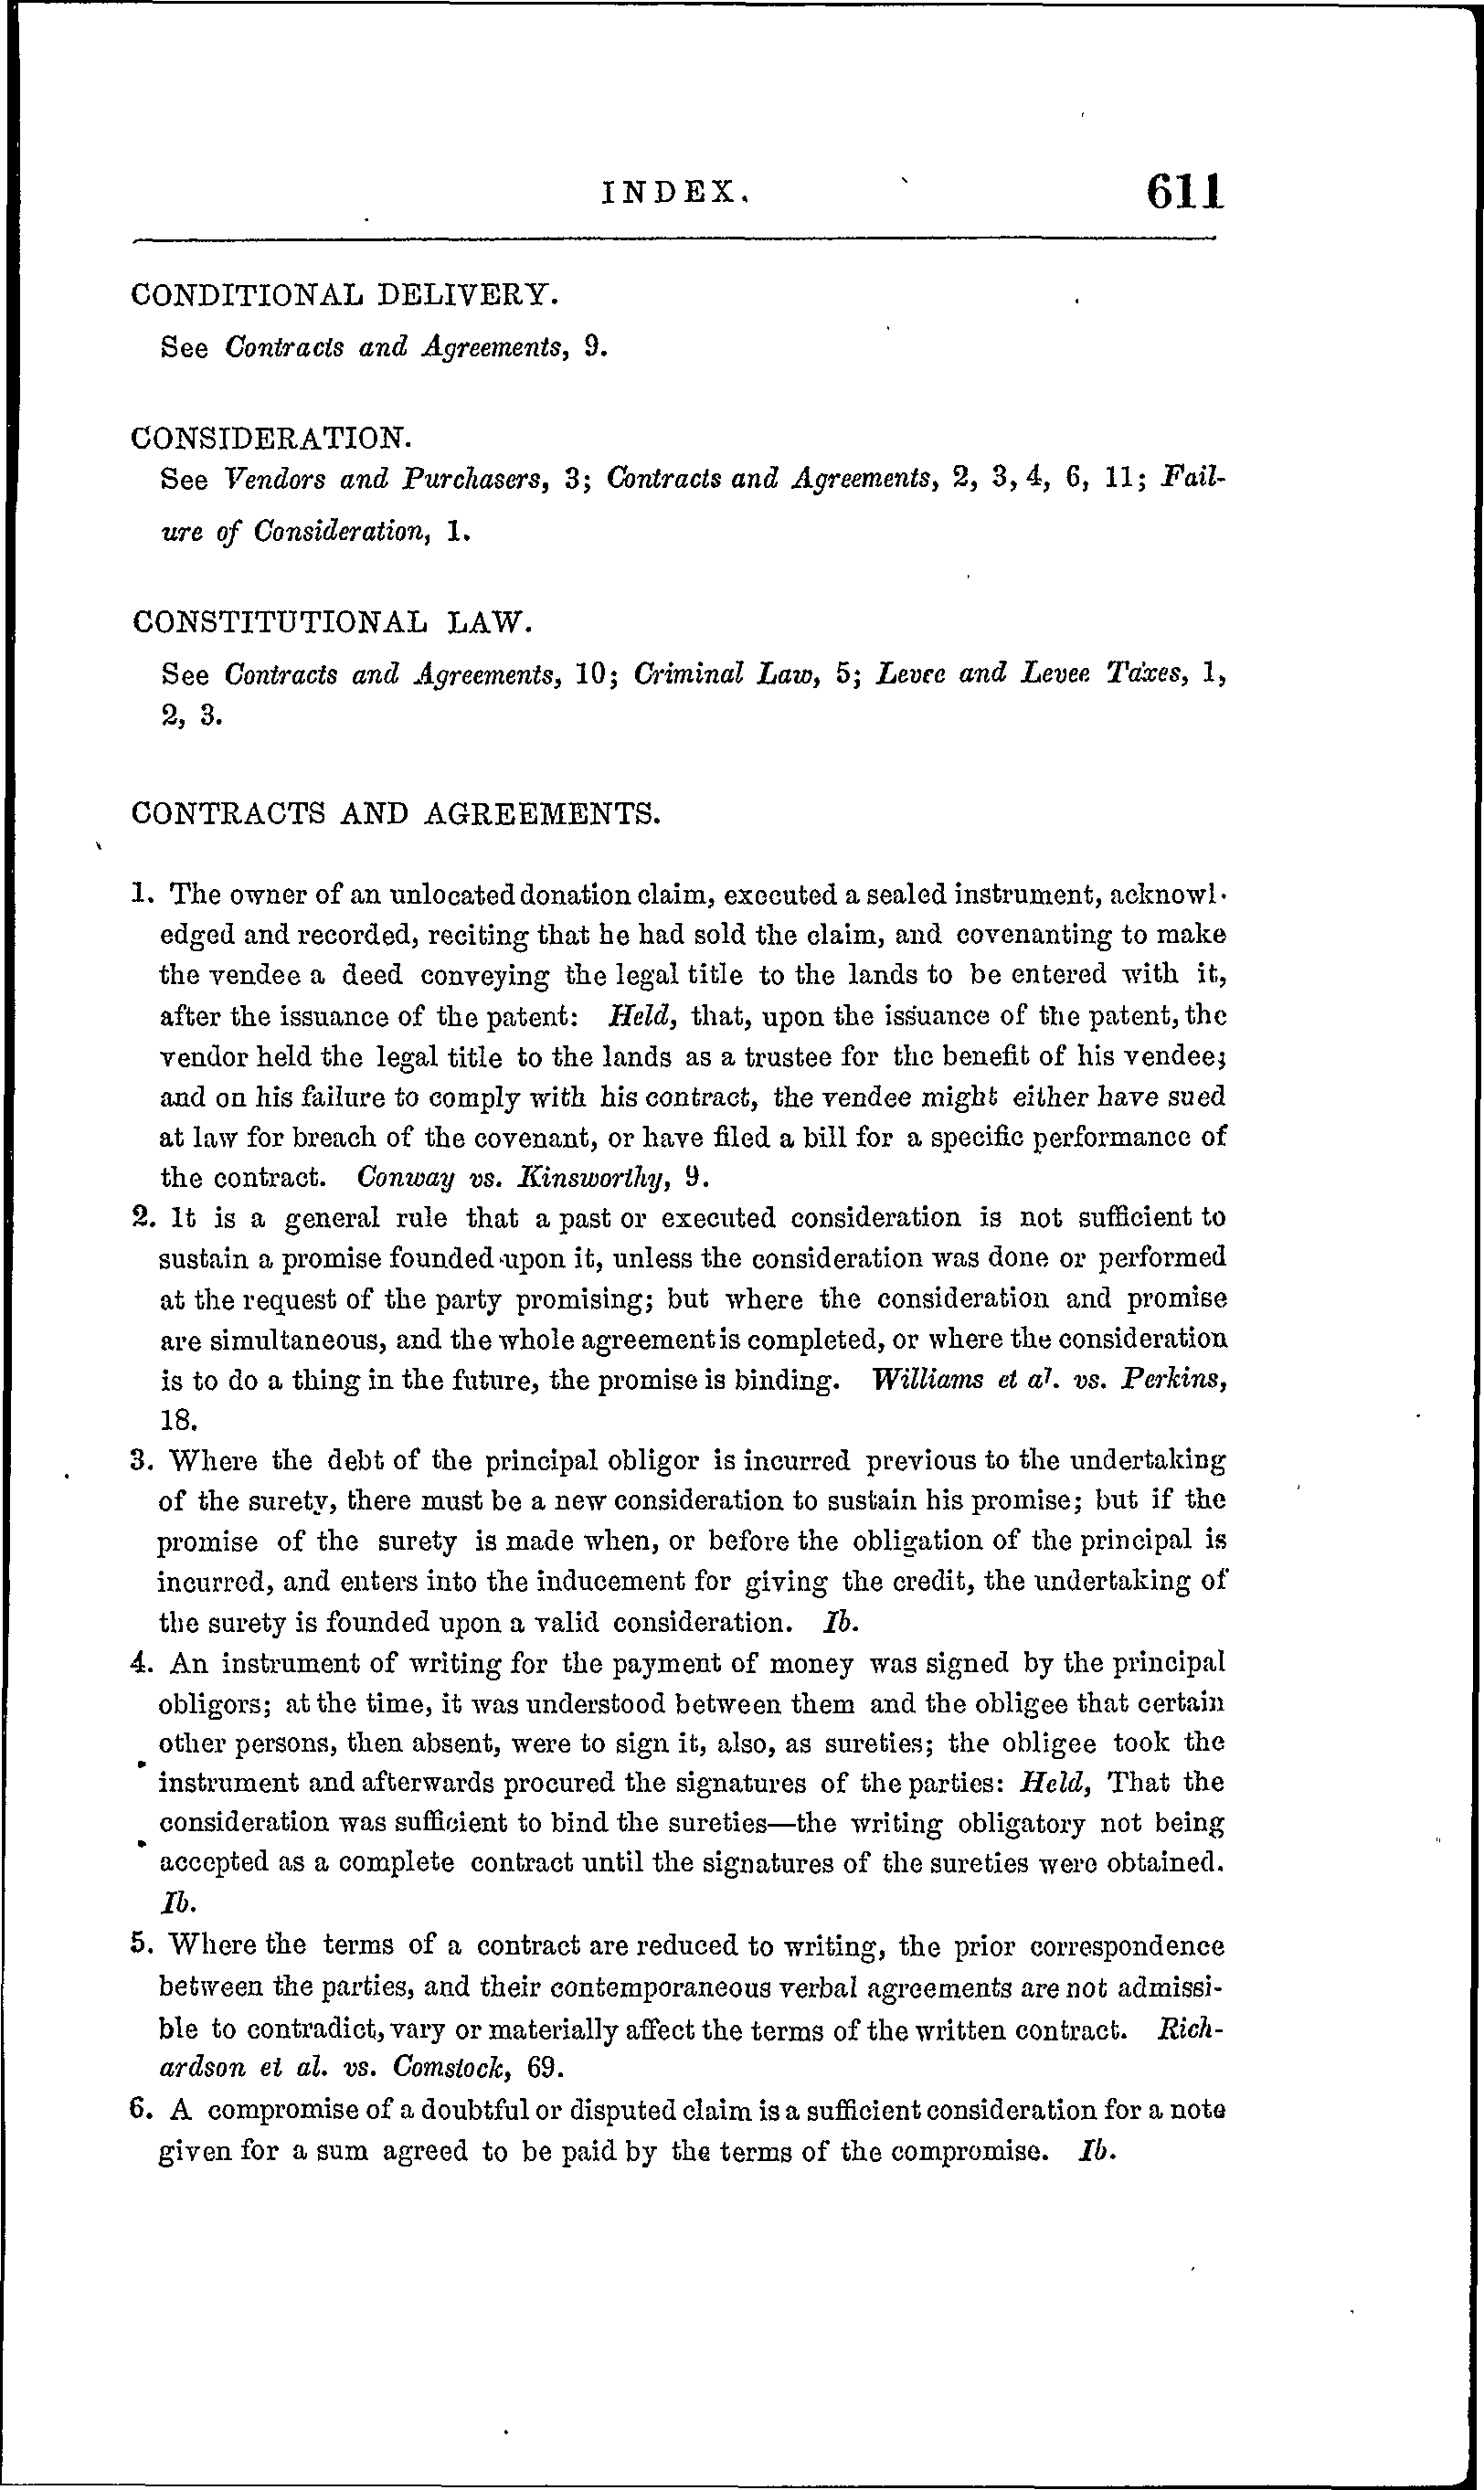 INDEX. 611
CONDITIONAL DELIVERY.
See Contracts and Agreements, 9.
CONSIDERATION.
See Vendors and Purchasers, 3; Contracts and Agreements, 2, 3, 4, 6, 11; Fail-
ure of Consideration, 1.
CONSTITUTIONAL LAW.
See Contracts and Agreements, 10; Criminal Law, 5; Levee and Levee Taxes, 1,
2, 3.
CONTRACTS AND AGREEMENTS.
1. The owner of an unlocated donation claim, executed a sealed instrument, acknowl-
edged and recorded, reciting that he had sold the claim, and covenanting to make
the vendee a deed conveying the legal title to the lands to be entered with it,
after the issuance of the patent: Held, that, upon the issuance of the patent, the
vendor held the legal title to the lands as a trustee for the benefit of his vendee;
and on his failure to comply with his contract, the vendee might either have sued
at law for breach of the covenant, or have filed a bill for a specific performance of
the contract. Conway vs. Kinsworthy, 9.
2. It is a general rule that a past or executed consideration is not sufficient to
sustain a promise founded upon it, unless the consideration was done or performed
at the request of the party promising; but where the consideration and promise
are simultaneous, and the whole agreement is completed, or where the consideration
is to do a thing in the future, the promise is binding. Williams et al. vs. Perkins,
18.
3. Where the debt of the principal obligor is incurred previous to the undertaking
of the surety, there must be a new consideration to sustain his promise; but if the
promise of the surety is made when, or before the obligation of the principal is
incurred, and enters into the inducement for giving the credit, the undertaking of
the surety is founded upon a valid consideration. Ib.
4. An instrument of writing for the payment of money was signed by the principal
obligors; at the time, it was understood between them and the obligee that certain
other persons, then absent, were to sign it, also, as sureties; the obligee took the
instrument and afterwards procured the signatures of the parties: Held, That the
consideration was sufficient to bind the sureties—the writing obligatory not being
accepted as a complete contract until the signatures of the sureties were obtained.
Ib.
5. Where the terms of a contract are reduced to writing, the prior correspondence
between the parties, and their contemporaneous verbal agreements are not admissi-
ble to contradict, vary or materially affect the terms of the written contract. Rich-
ardson et al. vs. Comstock, 69.
6. A compromise of a doubtful or disputed claim is a sufficient consideration for a note
given for a sum agreed to be paid by the terms of the compromise. Ib.